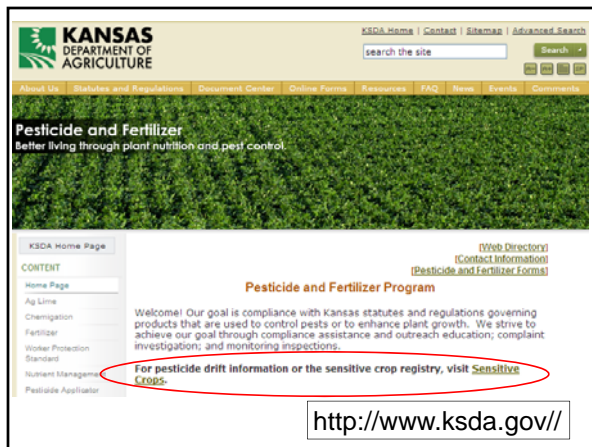 KANSAS
DEPARTMENT OF
AGRICULTURE
KSDA Home | Contact | Sitemap | Advanced Search
search the site
Search
About Us Statutes and Regulations Document Center Online Forms Resources FAQ News Events Comments
Pesticide and Fertilizer
Better living through plant nutrition and pest control.
KSDA Home Page
CONTENT
Home Page
Ag Lime
Chemigation
Fertilizer
Worker Protection
Standard
Nutrient Management
Pesticide Applicator
[Web Directory]
[Contact Information]
[Pesticide and Fertilizer Forms]
Pesticide and Fertilizer Program
Welcome! Our goal is compliance with Kansas statutes and regulations governing
products that are used to control pests or to enhance plant growth. We strive to
achieve our goal through compliance assistance and outreach education; complaint
investigation; and monitoring inspections.
For pesticide drift information or the sensitive crop registry, visit Sensitive
Crops.
http://www.ksda.gov//